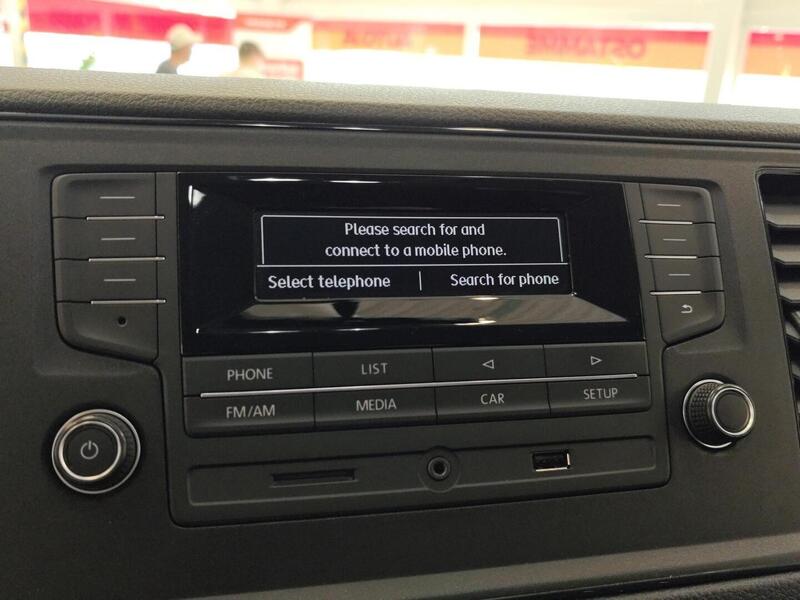 OSTAMME
Please search for and
connect to a mobile phone.
Select telephone | Search for phone
PHONE LIST
FM/AM MEDIA CAR SETUP